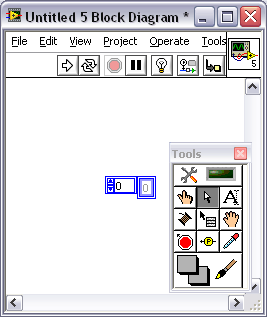 Untitled 5 Block Diagram *
File Edit View Project Operate Tools
5
0 0
Tools
A
P